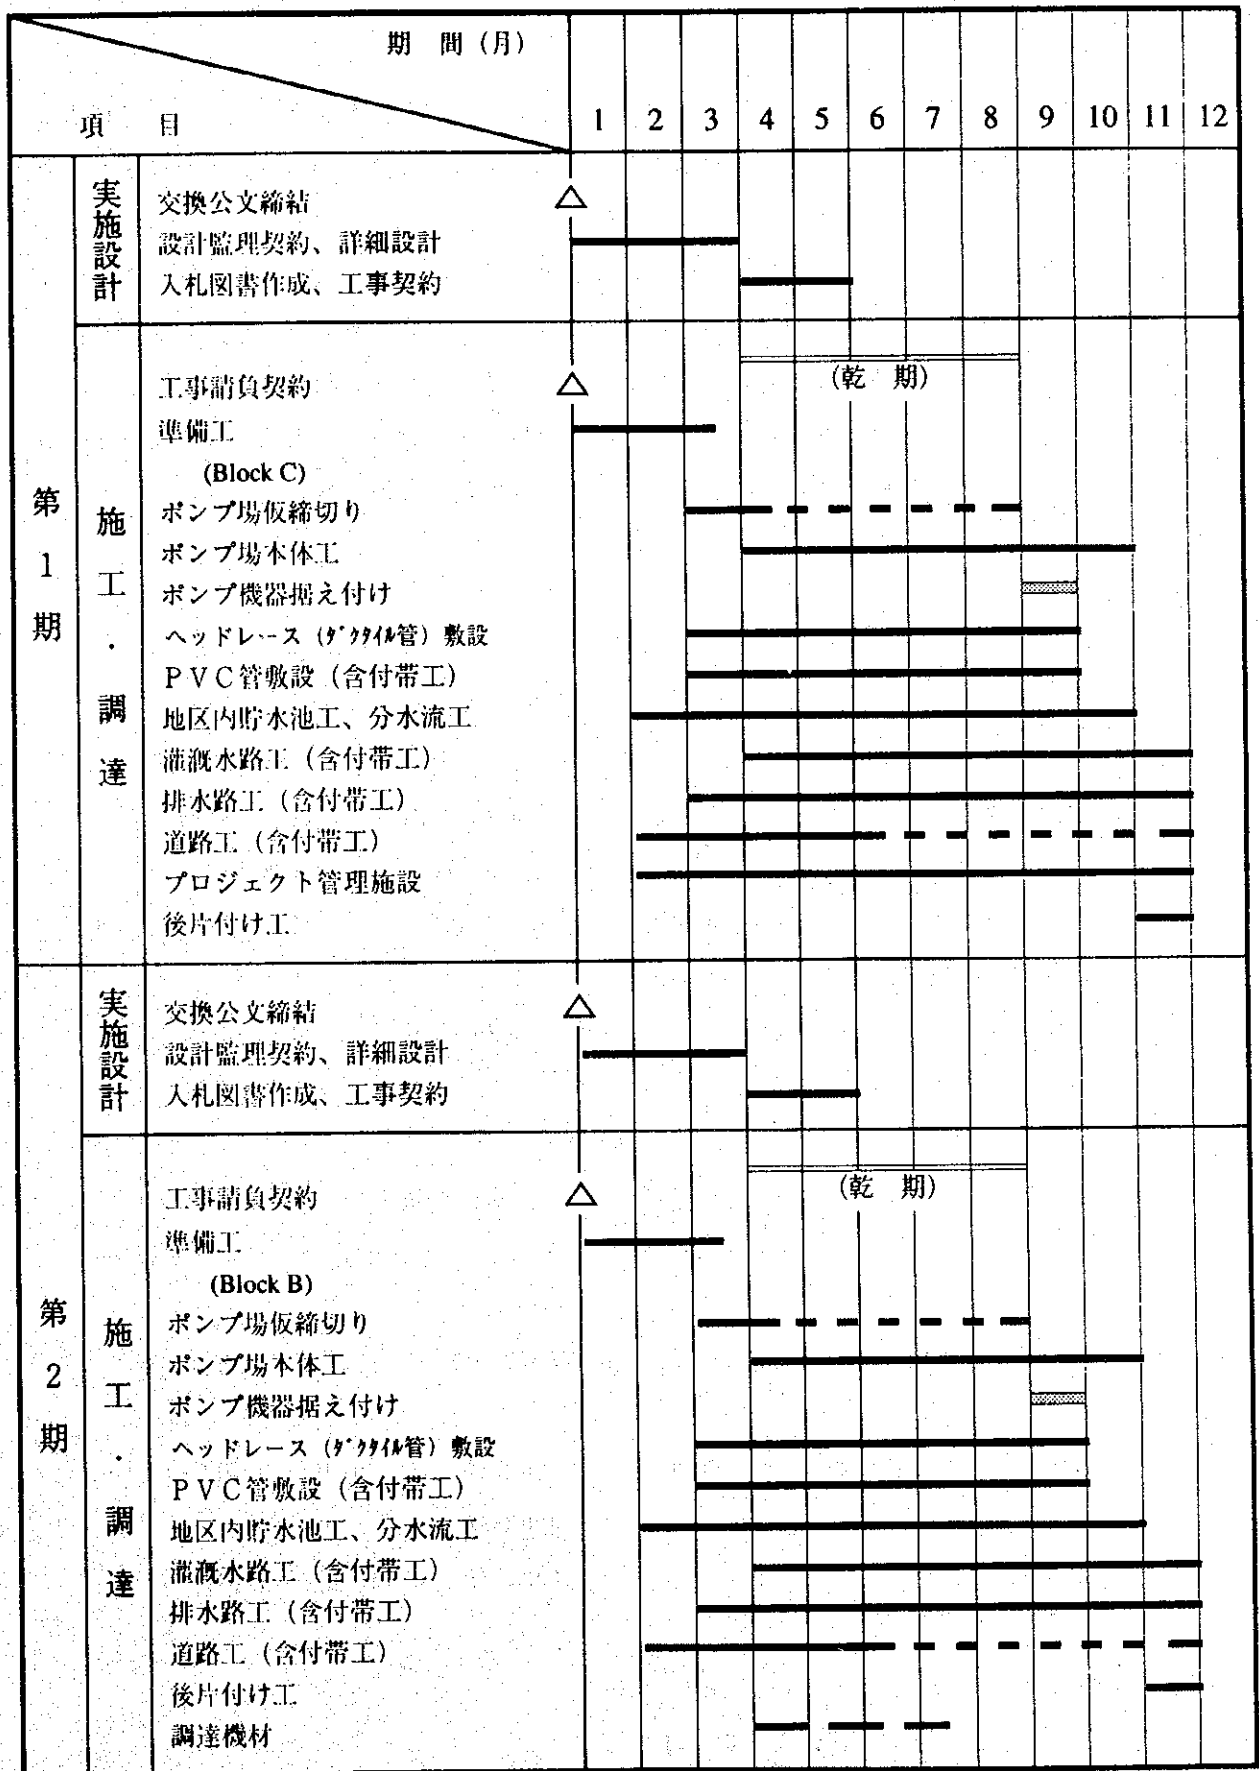 期 間 (月)
項 目
1 2 3 4 5 6 7 8 9 10 11 12
第1期
実施設計
交換公文締結
設計監理契約、詳細設計
入札図書作成、工事契約
施工・調達
(乾 期)
工事請負契約
準備工
(Block C)
ポンプ場仮締切り
ポンプ場本体工
ポンプ機器据え付け
ヘッドレース (ダクタイル管) 敷設
PVC管敷設 (含付帯工)
地区内貯水池工、分水流工
灌漑水路工 (含付帯工)
排水路工 (含付帯工)
道路工 (含付帯工)
プロジェクト管理施設
後片付け工
第2期
実施設計
交換公文締結
設計監理契約、詳細設計
入札図書作成、工事契約
施工・調達
(乾 期)
工事請負契約
準備工
(Block B)
ポンプ場仮締切り
ポンプ場本体工
ポンプ機器据え付け
ヘッドレース (ダクタイル管) 敷設
PVC管敷設 (含付帯工)
地区内貯水池工、分水流工
灌漑水路工 (含付帯工)
排水路工 (含付帯工)
道路工 (含付帯工)
後片付け工
調達機材